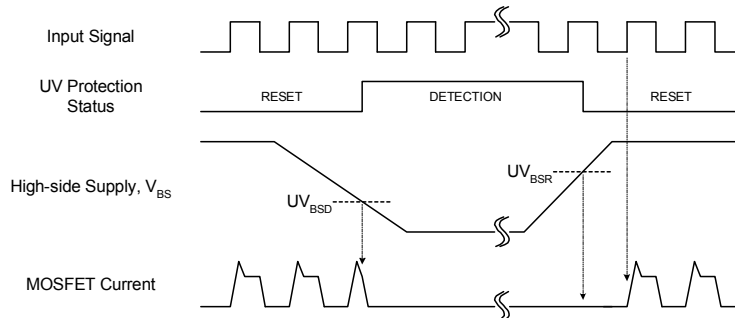 Input Signal
UV Protection
Status
RESET
DETECTION
RESET
High-side Supply, V_BS
UV_BSD
UV_BSR
MOSFET Current